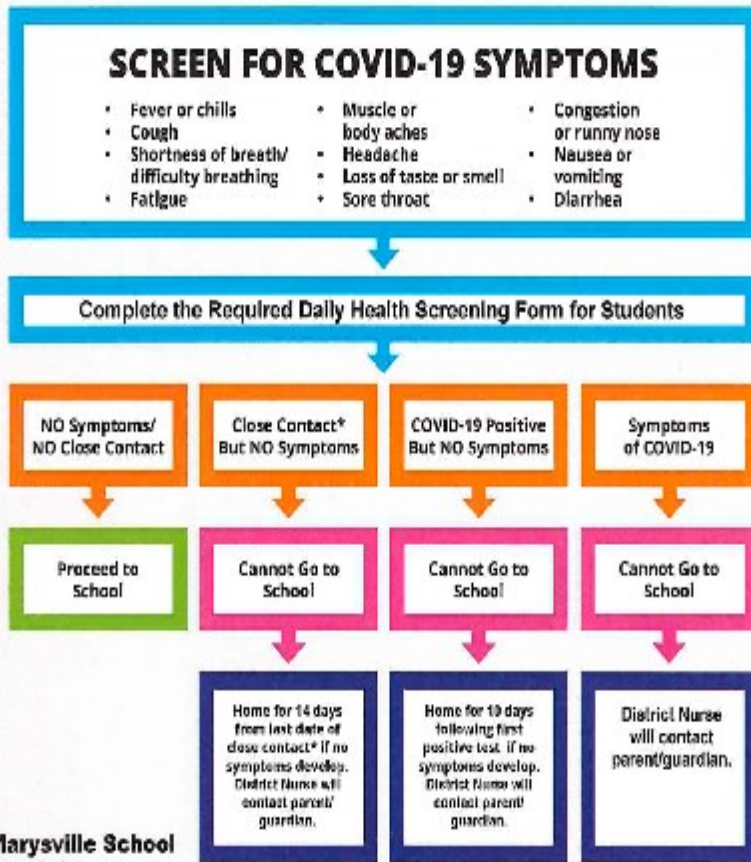 SCREEN FOR COVID-19 SYMPTOMS
• Fever or chills
• Cough
• Shortness of breath/
difficulty breathing
• Fatigue
• Muscle or
body aches
• Headache
• Loss of taste or smell
• Sore throat
• Congestion
or runny nose
• Nausea or
vomiting
• Diarrhea
Complete the Required Daily Health Screening Form for Students
NO Symptoms/
NO Close Contact
Close Contact*
But NO Symptoms
COVID-19 Positive
But NO Symptoms
Symptoms
of COVID-19
Proceed to
School
Cannot Go to
School
Cannot Go to
School
Cannot Go to
School
Home for 14 days
from last date of
close contact* if no
symptoms develop.
District Nurse will
contact parent/
guardian.
Home for 10 days
following first
positive test if no
symptoms develop.
District Nurse will
contact parent/
guardian.
District Nurse
will contact
parent/guardian.
Marysville School